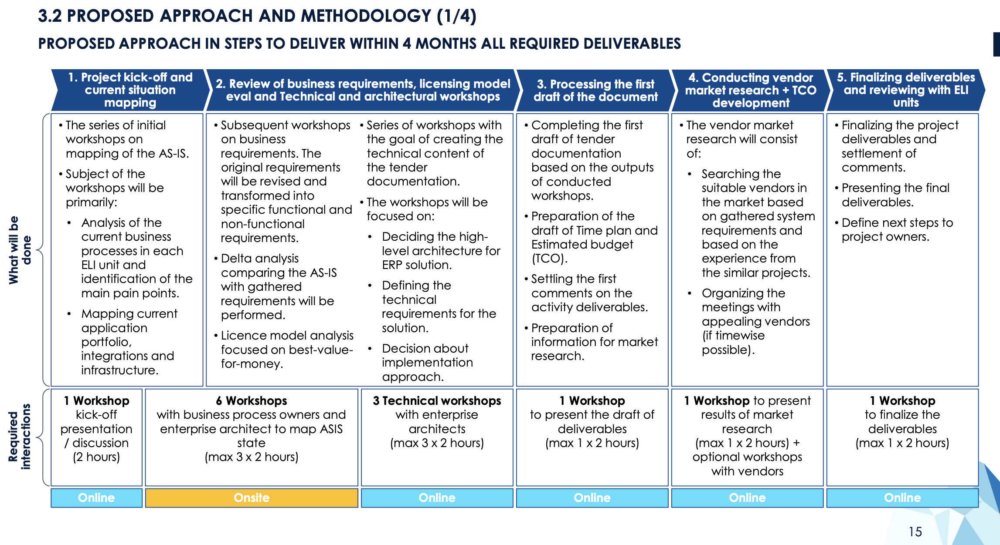 3.2 PROPOSED APPROACH AND METHODOLOGY (1/4)
PROPOSED APPROACH IN STEPS TO DELIVER WITHIN 4 MONTHS ALL REQUIRED DELIVERABLES
1. Project kick-off and
current situation
mapping
2. Review of business requirements, licensing model
eval and Technical and architectural workshops
3. Processing the first
draft of the document
4. Conducting vendor
market research + TCO
development
5. Finalizing deliverables
and reviewing with ELI
units
What will be
done
• The series of initial
workshops on
mapping of the AS-IS.
• Subject of the
workshops will be
primarily:
• Analysis of the
current business
processes in each
ELI unit and
identification of the
main pain points.
• Mapping current
application
portfolio,
integrations and
infrastructure.
• Subsequent workshops
on business
requirements. The
original requirements
will be revised and
transformed into
specific functional and
non-functional
requirements.
• Delta analysis
comparing the AS-IS
with gathered
requirements will be
performed.
• Licence model analysis
focused on best-value-
for-money.
• Series of workshops with
the goal of creating the
technical content of
the tender
documentation.
• The workshops will be
focused on:
• Deciding the high-
level architecture for
ERP solution.
• Defining the
technical
requirements for the
solution.
• Decision about
implementation
approach.
• Completing the first
draft of tender
documentation
based on the outputs
of conducted
workshops.
• Preparation of the
draft of Time plan and
Estimated budget
(TCO).
• Settling the first
comments on the
activity deliverables.
• Preparation of
information for market
research.
• The vendor market
research will consist
of:
• Searching the
suitable vendors in
the market based
on gathered system
requirements and
based on the
experience from
the similar projects.
• Organizing the
meetings with
appealing vendors
(if timewise
possible).
• Finalizing the project
deliverables and
settlement of
comments.
• Presenting the final
deliverables.
• Define next steps to
project owners.
Required
interactions
1 Workshop
kick-off
presentation
/ discussion
(2 hours)
6 Workshops
with business process owners and
enterprise architect to map ASIS
state
(max 3 x 2 hours)
3 Technical workshops
with enterprise
architects
(max 3 x 2 hours)
1 Workshop
to present the draft of
deliverables
(max 1 x 2 hours)
1 Workshop to present
results of market
research
(max 1 x 2 hours) +
optional workshops
with vendors
1 Workshop
to finalize the
deliverables
(max 1 x 2 hours)
Online
Onsite
Online
Online
Online
Online
15